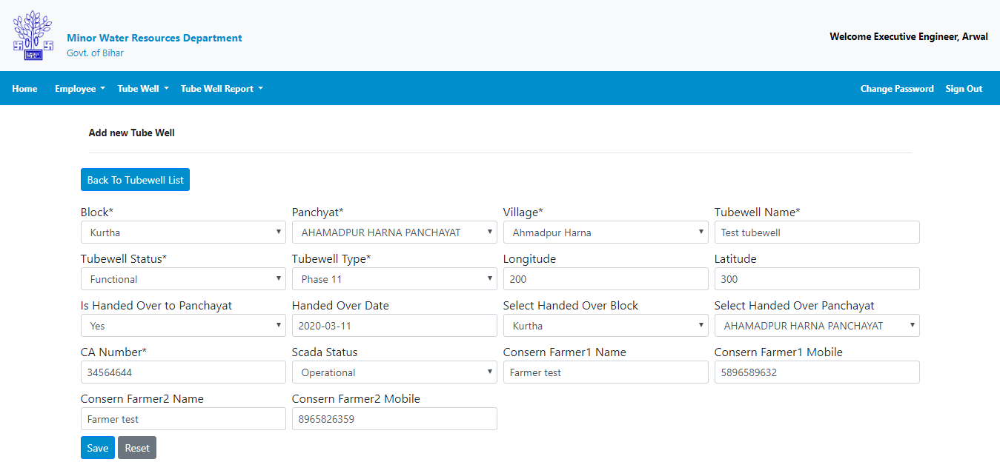 Minor Water Resources Department
Govt. of Bihar
Welcome Executive Engineer, Arwal
Home Employee Tube Well Tube Well Report Change Password Sign Out
Add new Tube Well
Back To Tubewell List
Block* Panchyat* Village* Tubewell Name*
Kurtha AHAMADPUR HARNA PANCHAYAT Ahmadpur Harna Test tubewell
Tubewell Status* Tubewell Type* Longitude Latitude
Functional Phase 11 200 300
Is Handed Over to Panchayat Handed Over Date Select Handed Over Block Select Handed Over Panchayat
Yes 2020-03-11 Kurtha AHAMADPUR HARNA PANCHAYAT
CA Number* Scada Status Consern Farmer1 Name Consern Farmer1 Mobile
34564644 Operational Farmer test 5896589632
Consern Farmer2 Name Consern Farmer2 Mobile
Farmer test 8965826359
Save Reset